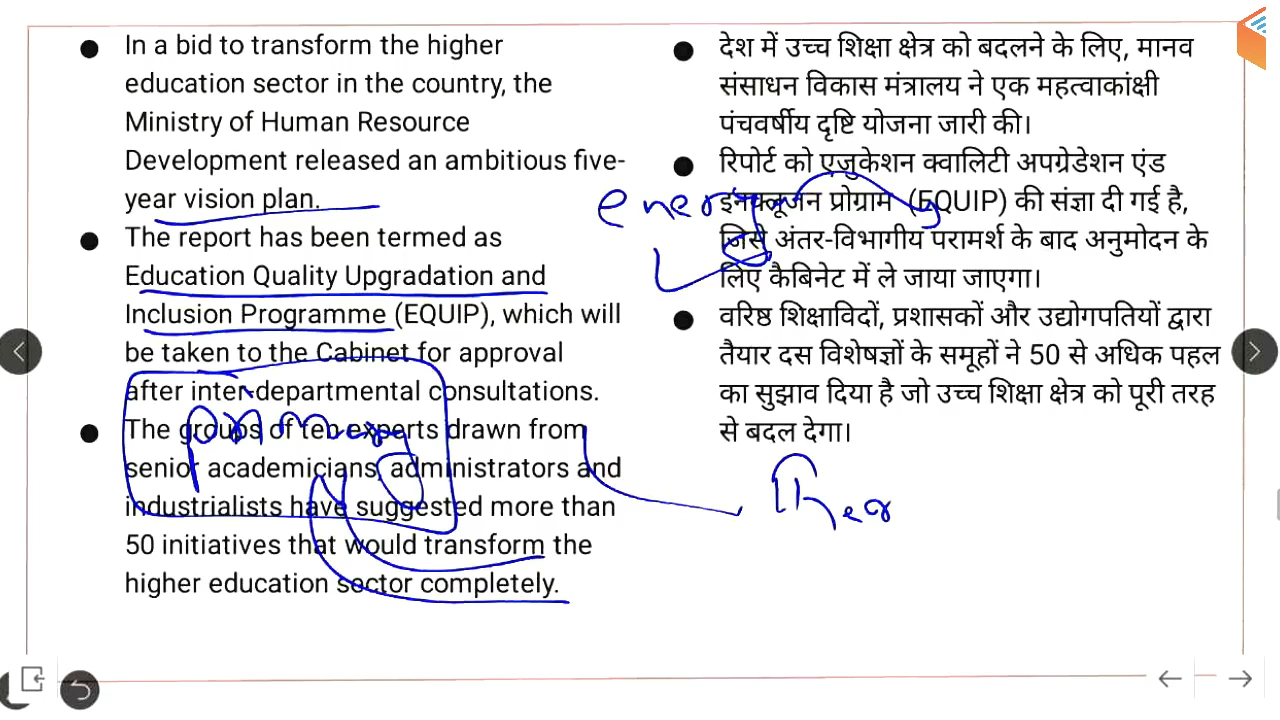 In a bid to transform the higher
education sector in the country, the
Ministry of Human Resource
Development released an ambitious five-
year vision plan.
The report has been termed as
Education Quality Upgradation and
Inclusion Programme (EQUIP), which will
be taken to the Cabinet for approval
after inter-departmental consultations.
The groups of ten experts drawn from
senior academicians, administrators and
industrialists have suggested more than
50 initiatives that would transform the
higher education sector completely.
देश में उच्च शिक्षा क्षेत्र को बदलने के लिए, मानव
संसाधन विकास मंत्रालय ने एक महत्वाकांक्षी
पंचवर्षीय दृष्टि योजना जारी की।
रिपोर्ट को एजुकेशन क्वालिटी अपग्रेडेशन एंड
इनक्लूजन प्रोग्राम (EQUIP) की संज्ञा दी गई है,
जिसे अंतर-विभागीय परामर्श के बाद अनुमोदन के
लिए कैबिनेट में ले जाया जाएगा।
वरिष्ठ शिक्षाविदों, प्रशासकों और उद्योगपतियों द्वारा
तैयार दस विशेषज्ञों के समूहों ने 50 से अधिक पहल
का सुझाव दिया है जो उच्च शिक्षा क्षेत्र को पूरी तरह
से बदल देगा।
energy
primary